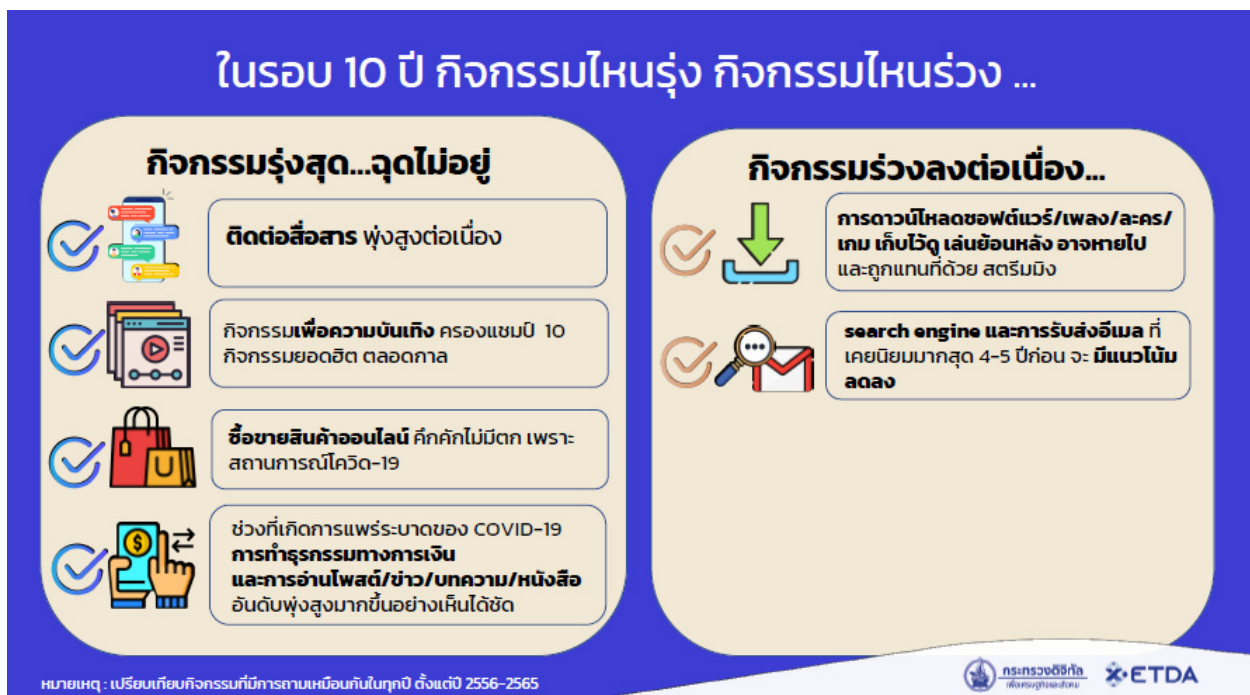 ในรอบ 10 ปี กิจกรรมไหนรุ่ง กิจกรรมไหนร่วง ...
กิจกรรมรุ่งสุด...ฉุดไม่อยู่
ติดต่อสื่อสาร พุ่งสูงต่อเนื่อง
กิจกรรมเพื่อความบันเทิง ครองแชมป์ 10
กิจกรรมยอดฮิต ตลอดกาล
ซื้อขายสินค้าออนไลน์ คึกคักไม่มีตก เพราะ
สถานการณ์โควิด-19
ช่วงที่เกิดการแพร่ระบาดของ COVID-19
การทำธุรกรรมทางการเงิน
และการอ่านโพสต์/ข่าว/บทความ/หนังสือ
อันดับพุ่งสูงมากขึ้นอย่างเห็นได้ชัด
กิจกรรมร่วงลงต่อเนื่อง...
การดาวน์โหลดซอฟต์แวร์/เพลง/ละคร/
เกม เก็บไว้ดู เล่นย้อนหลัง อาจหายไป
และถูกแทนที่ด้วย สตรีมมิง
search engine และการรับส่งอีเมล ที่
เคยนิยมมากสุด 4-5 ปีก่อน จะ มีแนวโน้ม
ลดลง
หมายเหตุ : เปรียบเทียบกิจกรรมที่มีการถามเหมือนกันในทุกปี ตั้งแต่ปี 2556-2565
กระทรวงดิจิทัล
เพื่อเศรษฐกิจและสังคม
ETDA